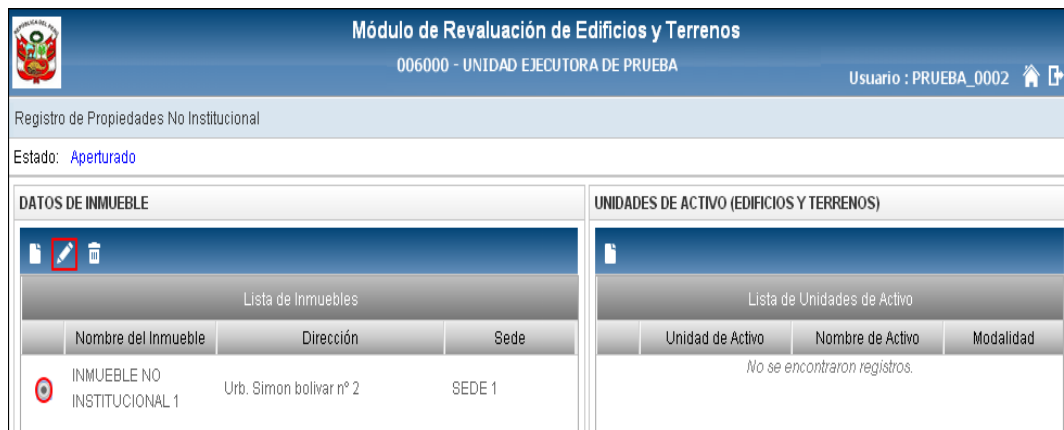 Módulo de Revaluación de Edificios y Terrenos
006000 - UNIDAD EJECUTORA DE PRUEBA
Usuario : PRUEBA_0002
Registro de Propiedades No Institucional
Estado: Aperturado
DATOS DE INMUEBLE
Lista de Inmuebles
Nombre del Inmueble Dirección Sede
INMUEBLE NO INSTITUCIONAL 1 Urb. Simon bolivar nº 2 SEDE 1
UNIDADES DE ACTIVO (EDIFICIOS Y TERRENOS)
Lista de Unidades de Activo
Unidad de Activo Nombre de Activo Modalidad
No se encontraron registros.